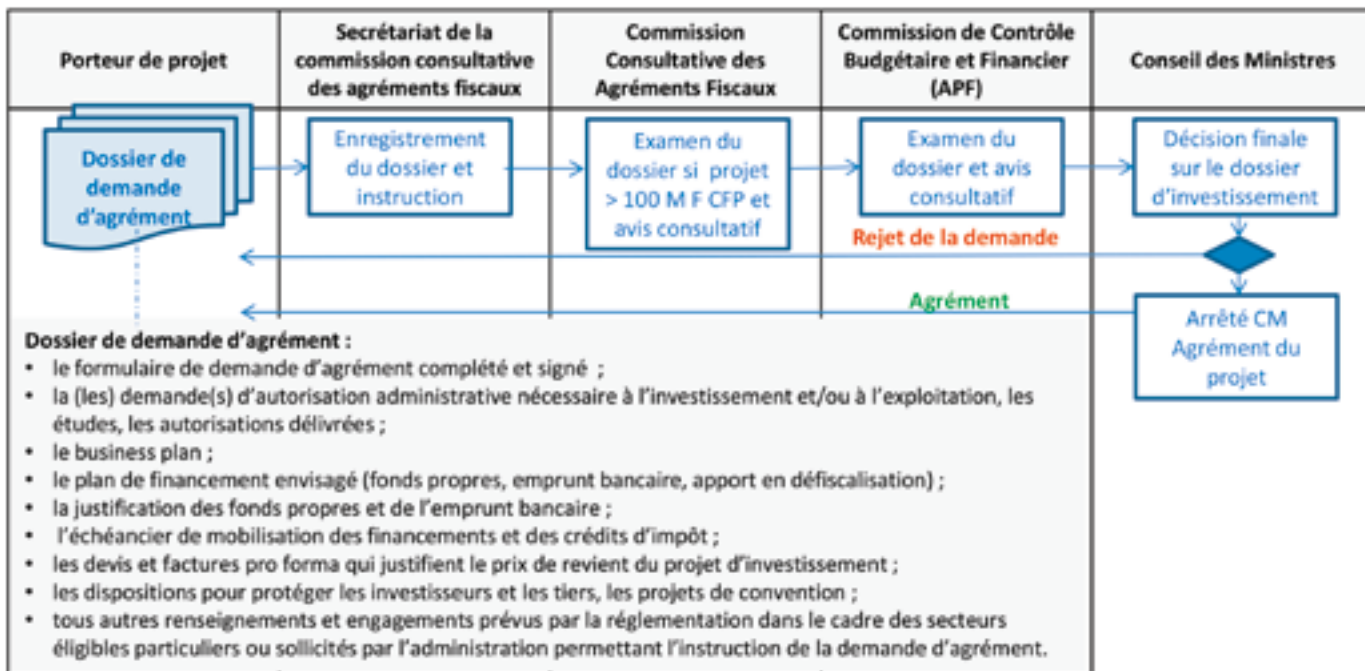 Porteur de projet
Secrétariat de la
commission consultative
des agréments fiscaux
Commission
Consultative des
Agréments Fiscaux
Commission de Contrôle
Budgétaire et Financier
(APF)
Conseil des Ministres
Dossier de
demande
d'agrément
Enregistrement
du dossier et
instruction
Examen du
dossier si projet
> 100 M F CFP et
avis consultatif
Examen du
dossier et avis
consultatif
Décision finale
sur le dossier
d'investissement
Rejet de la demande
Agrément
Arrêté CM
Agrément du
projet
Dossier de demande d'agrément :
• le formulaire de demande d'agrément complété et signé ;
• la (les) demande(s) d'autorisation administrative nécessaire à l'investissement et/ou à l'exploitation, les
études, les autorisations délivrées ;
• le business plan ;
• le plan de financement envisagé (fonds propres, emprunt bancaire, apport en défiscalisation) ;
• la justification des fonds propres et de l'emprunt bancaire ;
• l'échéancier de mobilisation des financements et des crédits d'impôt ;
• les devis et factures pro forma qui justifient le prix de revient du projet d'investissement ;
• les dispositions pour protéger les investisseurs et les tiers, les projets de convention ;
• tous autres renseignements et engagements prévus par la réglementation dans le cadre des secteurs
éligibles particuliers ou sollicités par l'administration permettant l'instruction de la demande d'agrément.